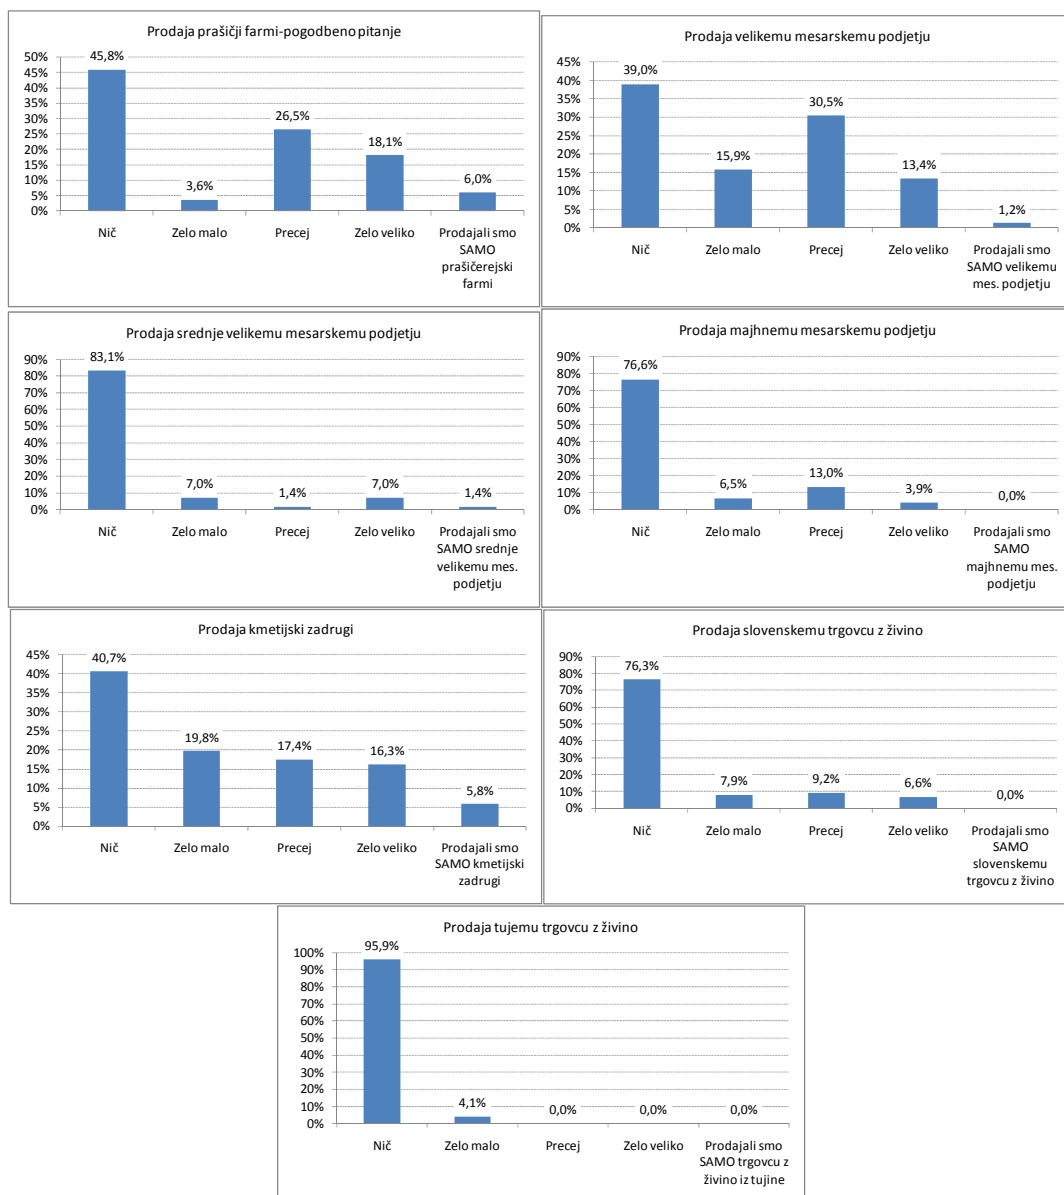 Prodaja prašičji farmi-pogodbeno pitanje
50%
45%
40%
35%
30%
25%
20%
15%
10%
5%
0%
45,8%
3,6%
26,5%
18,1%
6,0%
Nič
Zelo malo
Precej
Zelo veliko
Prodajali smo
SAMO
prašičerejski
farmi
Prodaja velikemu mesarskemu podjetju
45%
40%
35%
30%
25%
20%
15%
10%
5%
0%
39,0%
15,9%
30,5%
13,4%
1,2%
Nič
Zelo malo
Precej
Zelo veliko
Prodajali smo
SAMO velikemu
mes. podjetju
Prodaja srednje velikemu mesarskemu podjetju
90%
80%
70%
60%
50%
40%
30%
20%
10%
0%
83,1%
7,0%
1,4%
7,0%
1,4%
Nič
Zelo malo
Precej
Zelo veliko
Prodajali smo
SAMO srednje
velikemu mes.
podjetju
Prodaja majhnemu mesarskemu podjetju
90%
80%
70%
60%
50%
40%
30%
20%
10%
0%
76,6%
6,5%
13,0%
3,9%
0,0%
Nič
Zelo malo
Precej
Zelo veliko
Prodajali smo
SAMO
majhnemu mes.
podjetju
Prodaja kmetijski zadrugi
45%
40%
35%
30%
25%
20%
15%
10%
5%
0%
40,7%
19,8%
17,4%
16,3%
5,8%
Nič
Zelo malo
Precej
Zelo veliko
Prodajali smo
SAMO kmetijski
zadrugi
Prodaja slovenskemu trgovcu z živino
90%
80%
70%
60%
50%
40%
30%
20%
10%
0%
76,3%
7,9%
9,2%
6,6%
0,0%
Nič
Zelo malo
Precej
Zelo veliko
Prodajali smo
SAMO
slovenskemu
trgovcu z živino
Prodaja tujemu trgovcu z živino
100%
90%
80%
70%
60%
50%
40%
30%
20%
10%
0%
95,9%
4,1%
0,0%
0,0%
0,0%
Nič
Zelo malo
Precej
Zelo veliko
Prodajali smo
SAMO trgovcu z
živino iz tujine